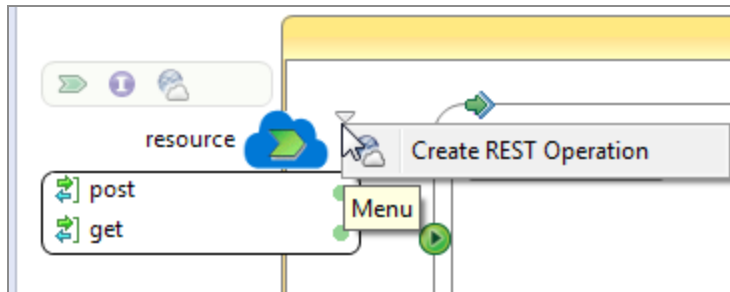 resource
Create REST Operation
post
Menu
get